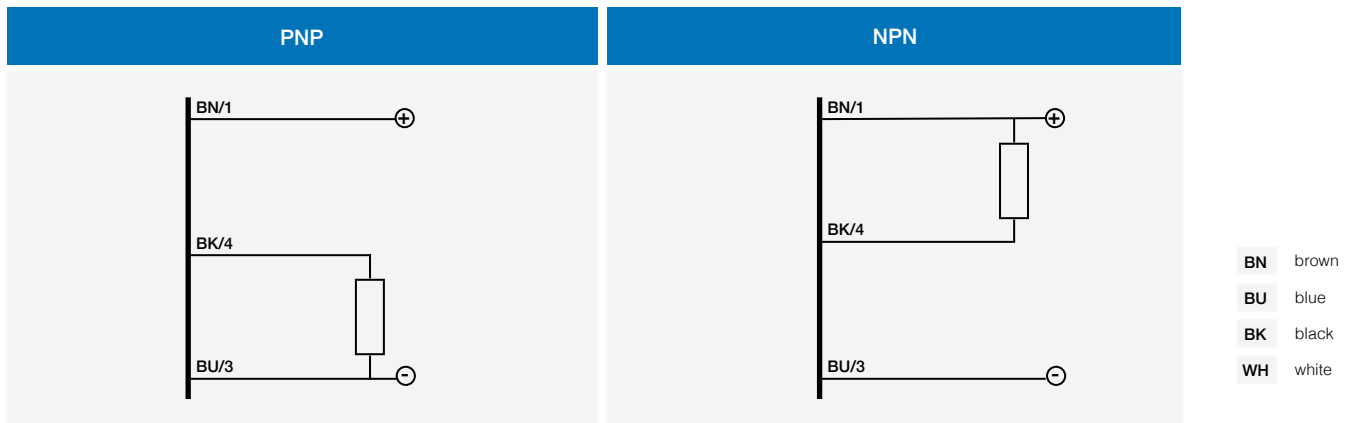 PNP
BN/1
+
BK/4
BU/3
-
NPN
BN/1
+
BK/4
BU/3
-
BN brown
BU blue
BK black
WH white